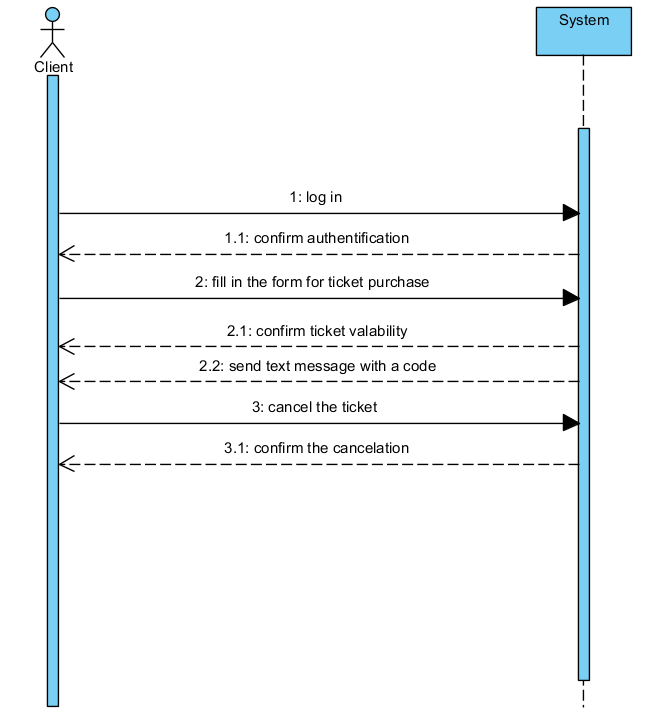 System
Client
1: log in
1.1: confirm authentification
2: fill in the form for ticket purchase
2.1: confirm ticket valability
2.2: send text message with a code
3: cancel the ticket
3.1: confirm the cancelation